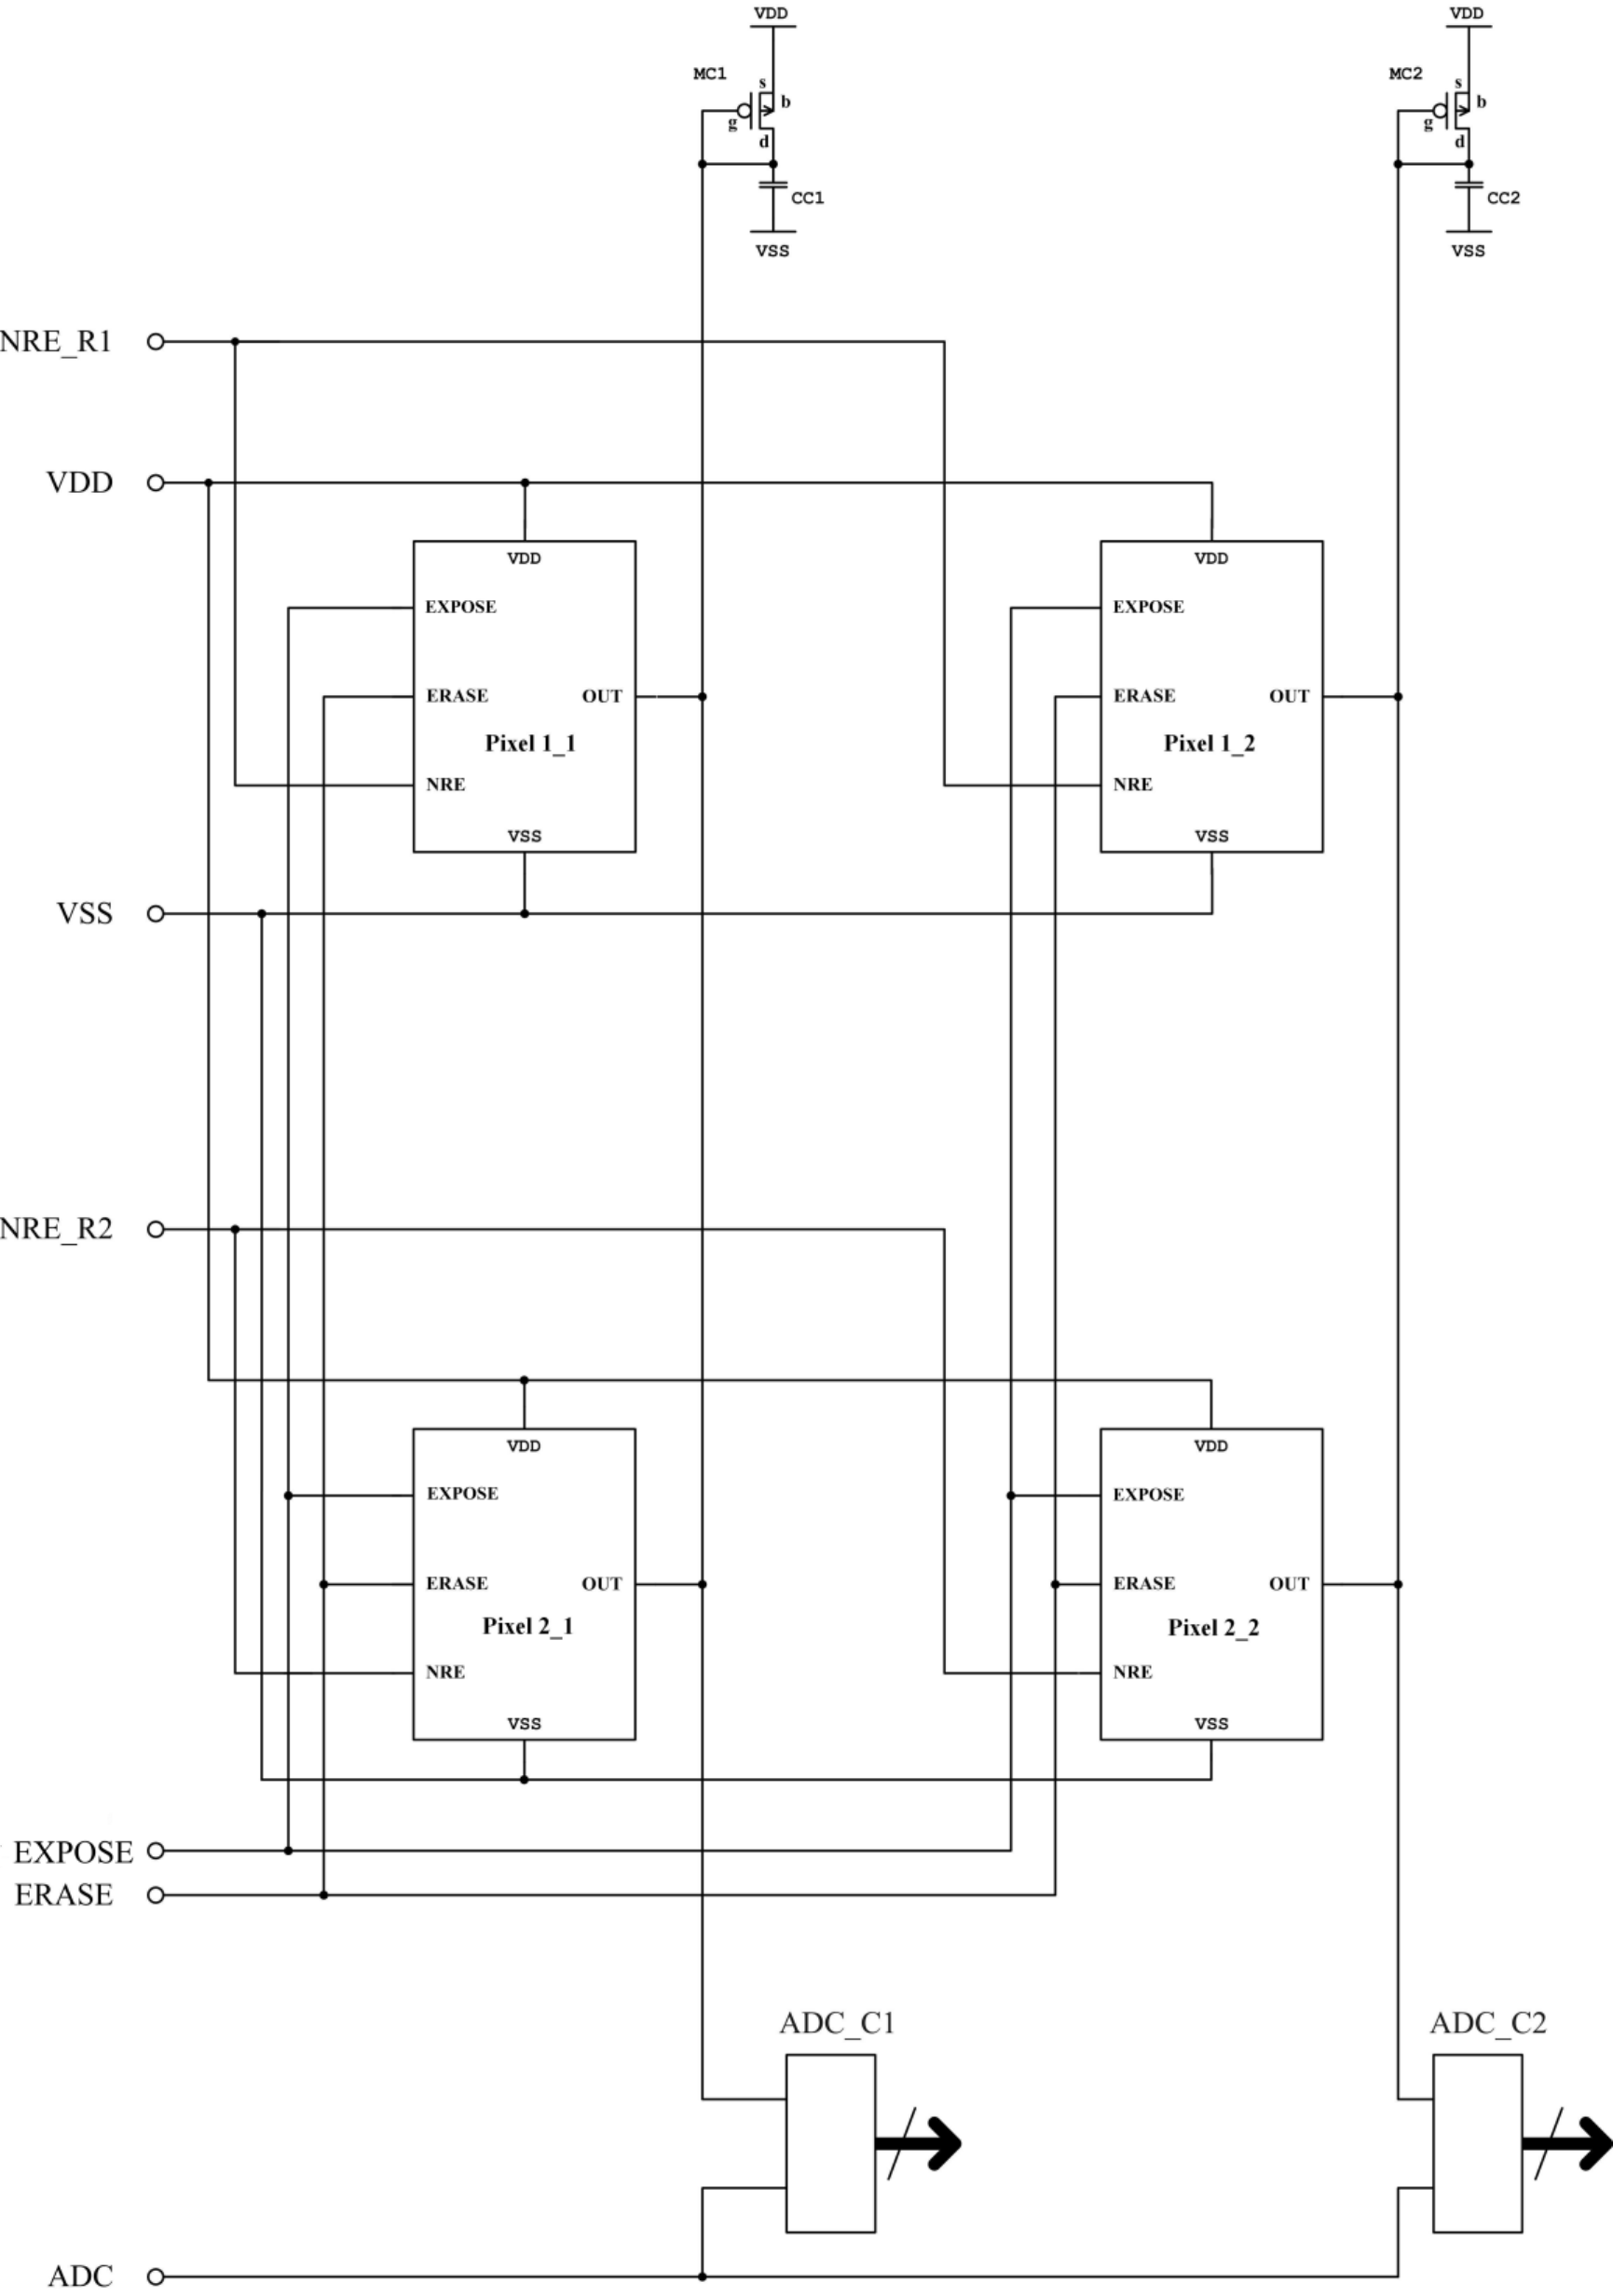 VDD
VDD
MC1
s
b
g
d
MC2
s
b
g
d
CC1
CC2
VSS
VSS
NRE_R1
VDD
VDD
EXPOSE
ERASE
OUT
Pixel 1_1
NRE
VSS
VDD
EXPOSE
ERASE
OUT
Pixel 1_2
NRE
VSS
VSS
NRE_R2
VDD
EXPOSE
ERASE
OUT
Pixel 2_1
NRE
VSS
VDD
EXPOSE
ERASE
OUT
Pixel 2_2
NRE
VSS
EXPOSE
ERASE
ADC_C1
ADC_C2
ADC